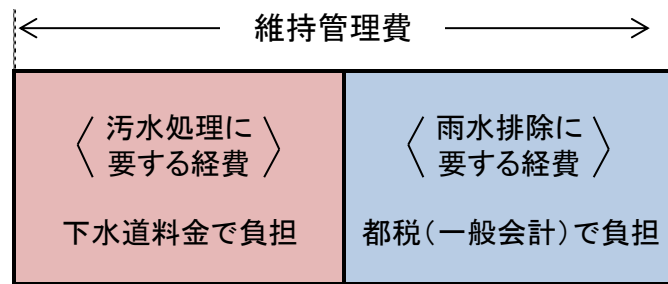 維持管理費
〈汚水処理に
要する経費〉
下水道料金で負担
〈雨水排除に
要する経費〉
都税(一般会計)で負担